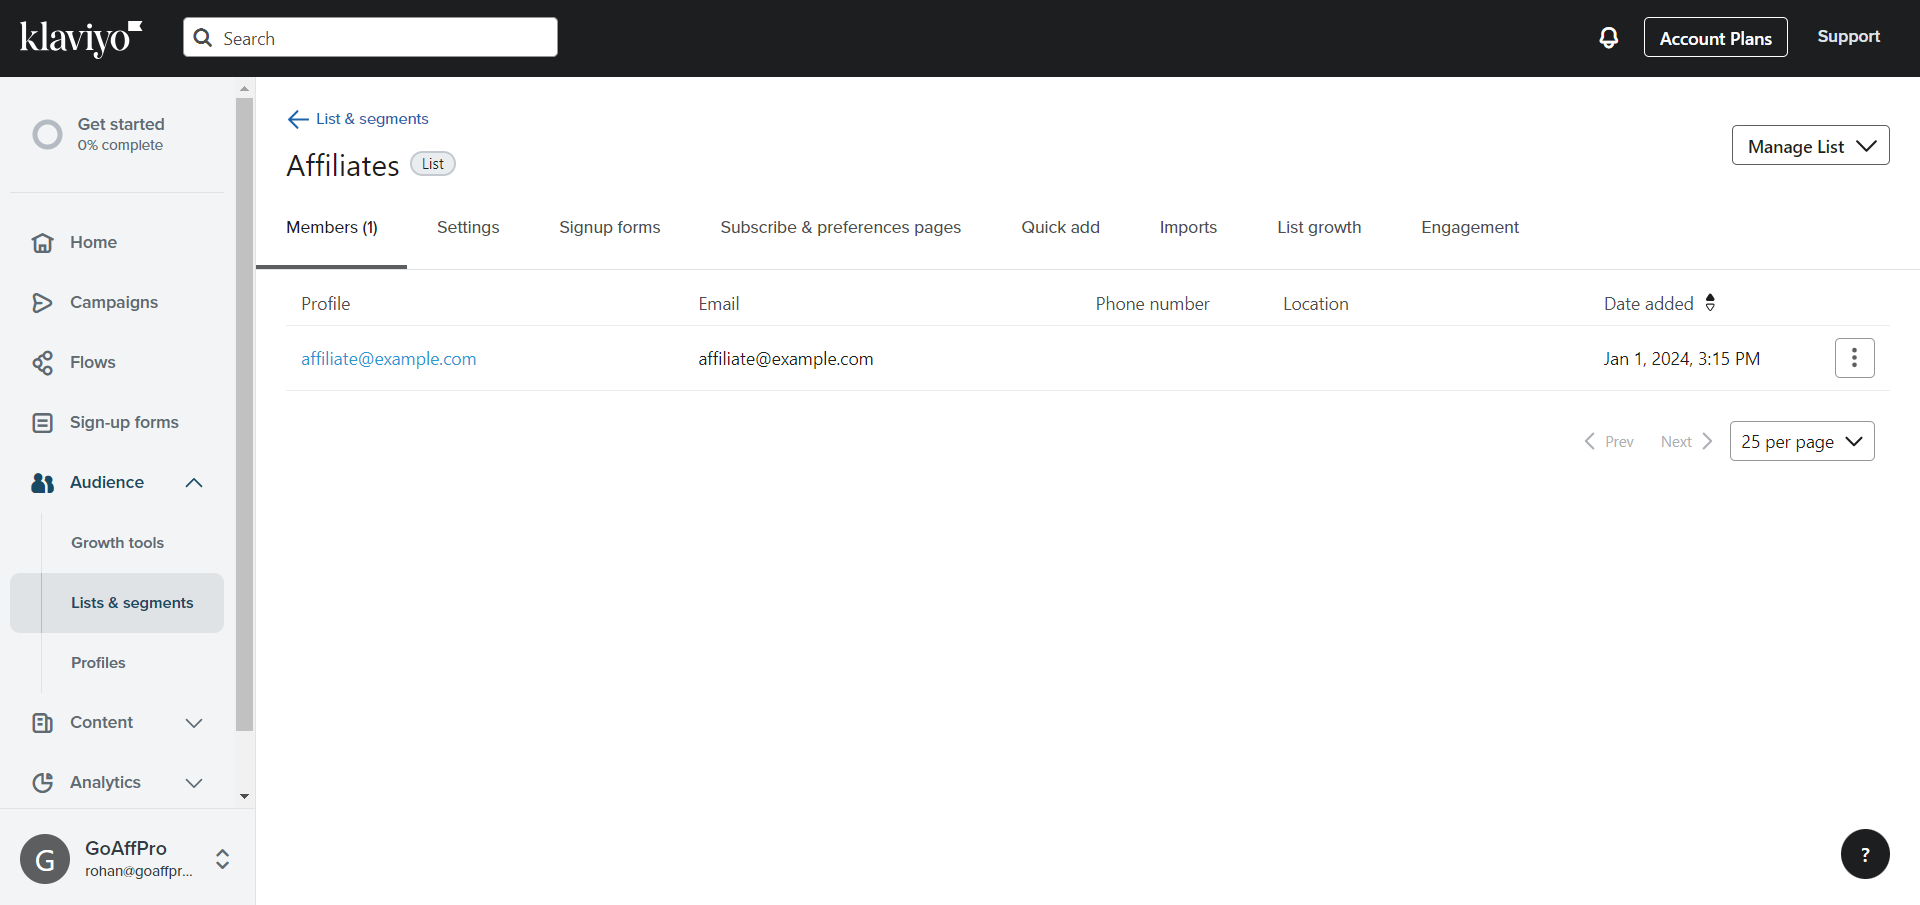 klaviyo
Search
Account Plans
Support
Get started
0% complete
Home
Campaigns
Flows
Sign-up forms
Audience
Growth tools
Lists & segments
Profiles
Content
Analytics
G
GoAffPro
rohan@goaffpr...
List & segments
Affiliates
List
Manage List
Members (1)
Settings
Signup forms
Subscribe & preferences pages
Quick add
Imports
List growth
Engagement
Profile
Email
Phone number
Location
Date added
affiliate@example.com
affiliate@example.com
Jan 1, 2024, 3:15 PM
Prev
Next
25 per page
?